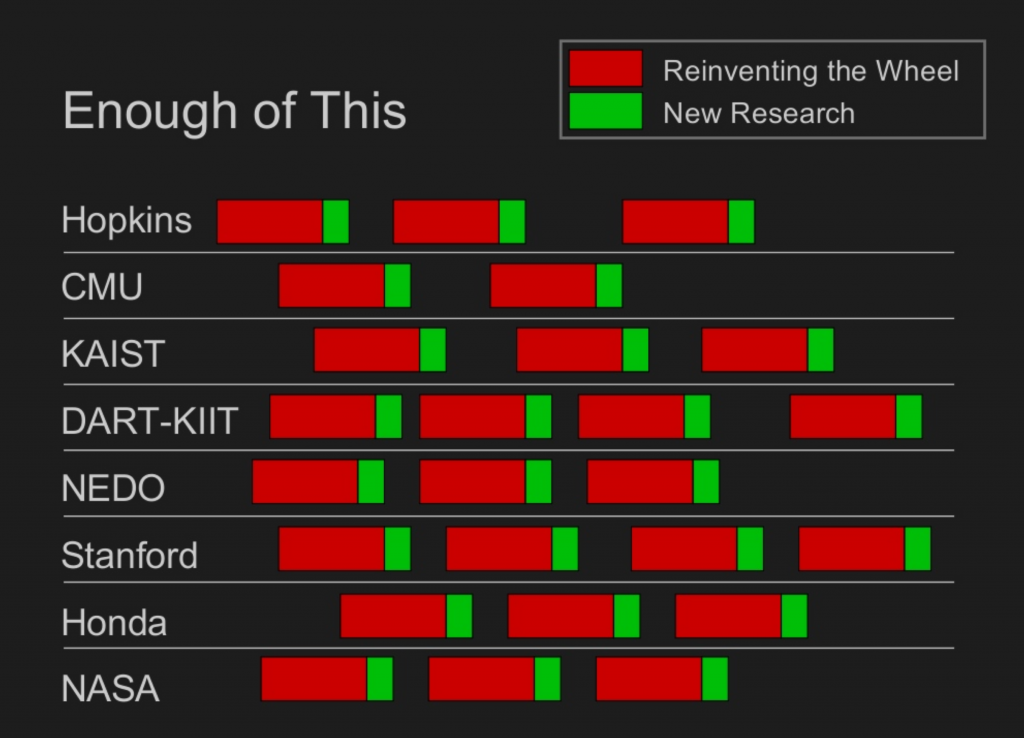 Enough of This
Reinventing the Wheel
New Research
Hopkins
CMU
KAIST
DART-KIIT
NEDO
Stanford
Honda
NASA